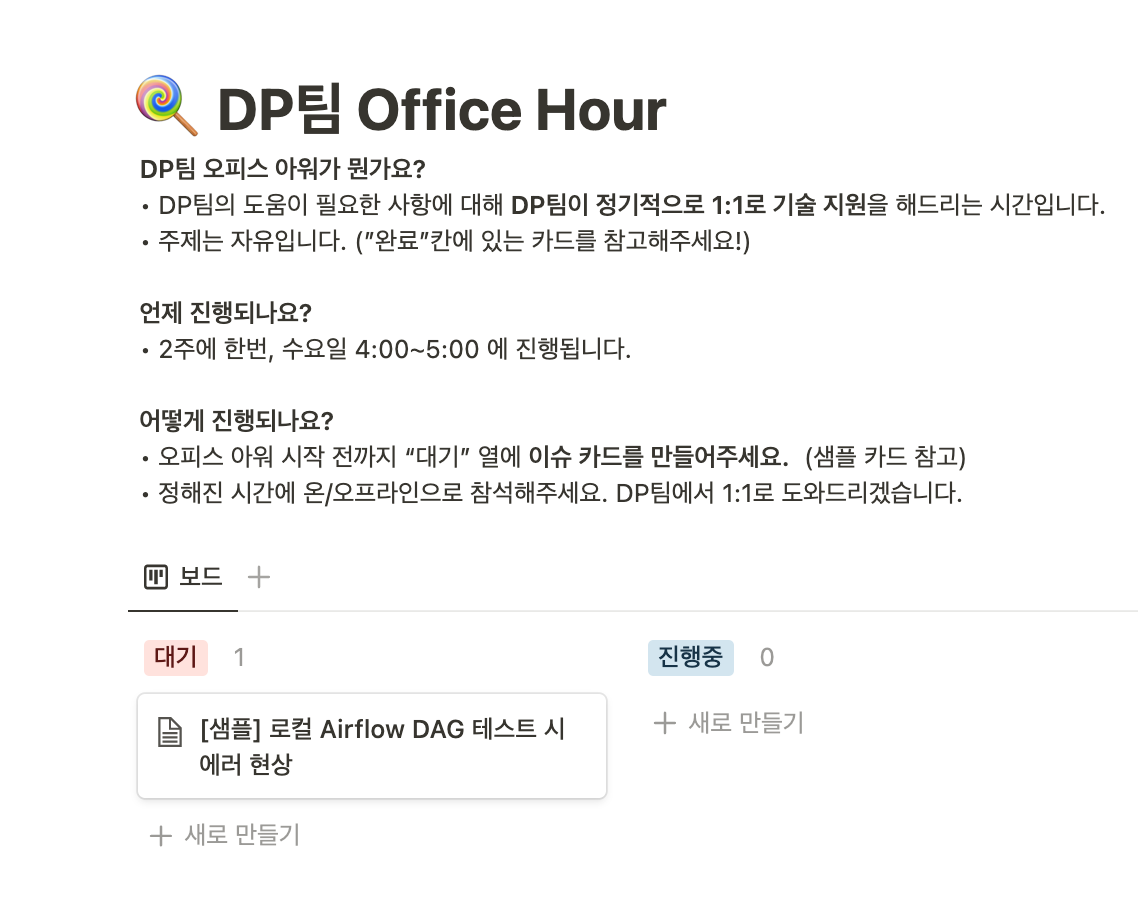 DP팀 Office Hour
DP팀 오피스 아워가 뭔가요?
• DP팀의 도움이 필요한 사항에 대해 DP팀이 정기적으로 1:1로 기술 지원을 해드리는 시간입니다.
• 주제는 자유입니다. (”완료”칸에 있는 카드를 참고해주세요!)
언제 진행되나요?
• 2주에 한번, 수요일 4:00~5:00 에 진행됩니다.
어떻게 진행되나요?
• 오피스 아워 시작 전까지 “대기” 열에 이슈 카드를 만들어주세요. (샘플 카드 참고)
• 정해진 시간에 온/오프라인으로 참석해주세요. DP팀에서 1:1로 도와드리겠습니다.
보드 +
대기 1
[샘플] 로컬 Airflow DAG 테스트 시
에러 현상
+ 새로 만들기
진행중 0
+ 새로 만들기